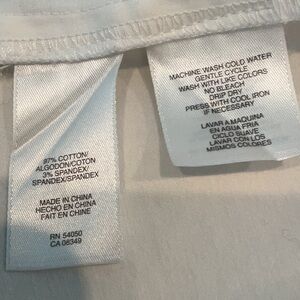 97% COTTON/
ALGODON/COTON
3% SPANDEX/
SPANDEX/SPANDEX
MADE IN CHINA
HECHO EN CHINA
FAIT EN CHINE
RN 54050
CA 06349
MACHINE WASH COLD WATER
GENTLE CYCLE
WASH WITH LIKE COLORS
NO BLEACH
DRIP DRY
PRESS WITH COOL IRON
IF NECESSARY
LAVAR A MAQUINA
EN AGUA FRIA
CICLO SUAVE
LAVAR CON LOS
MISMOS COLORES